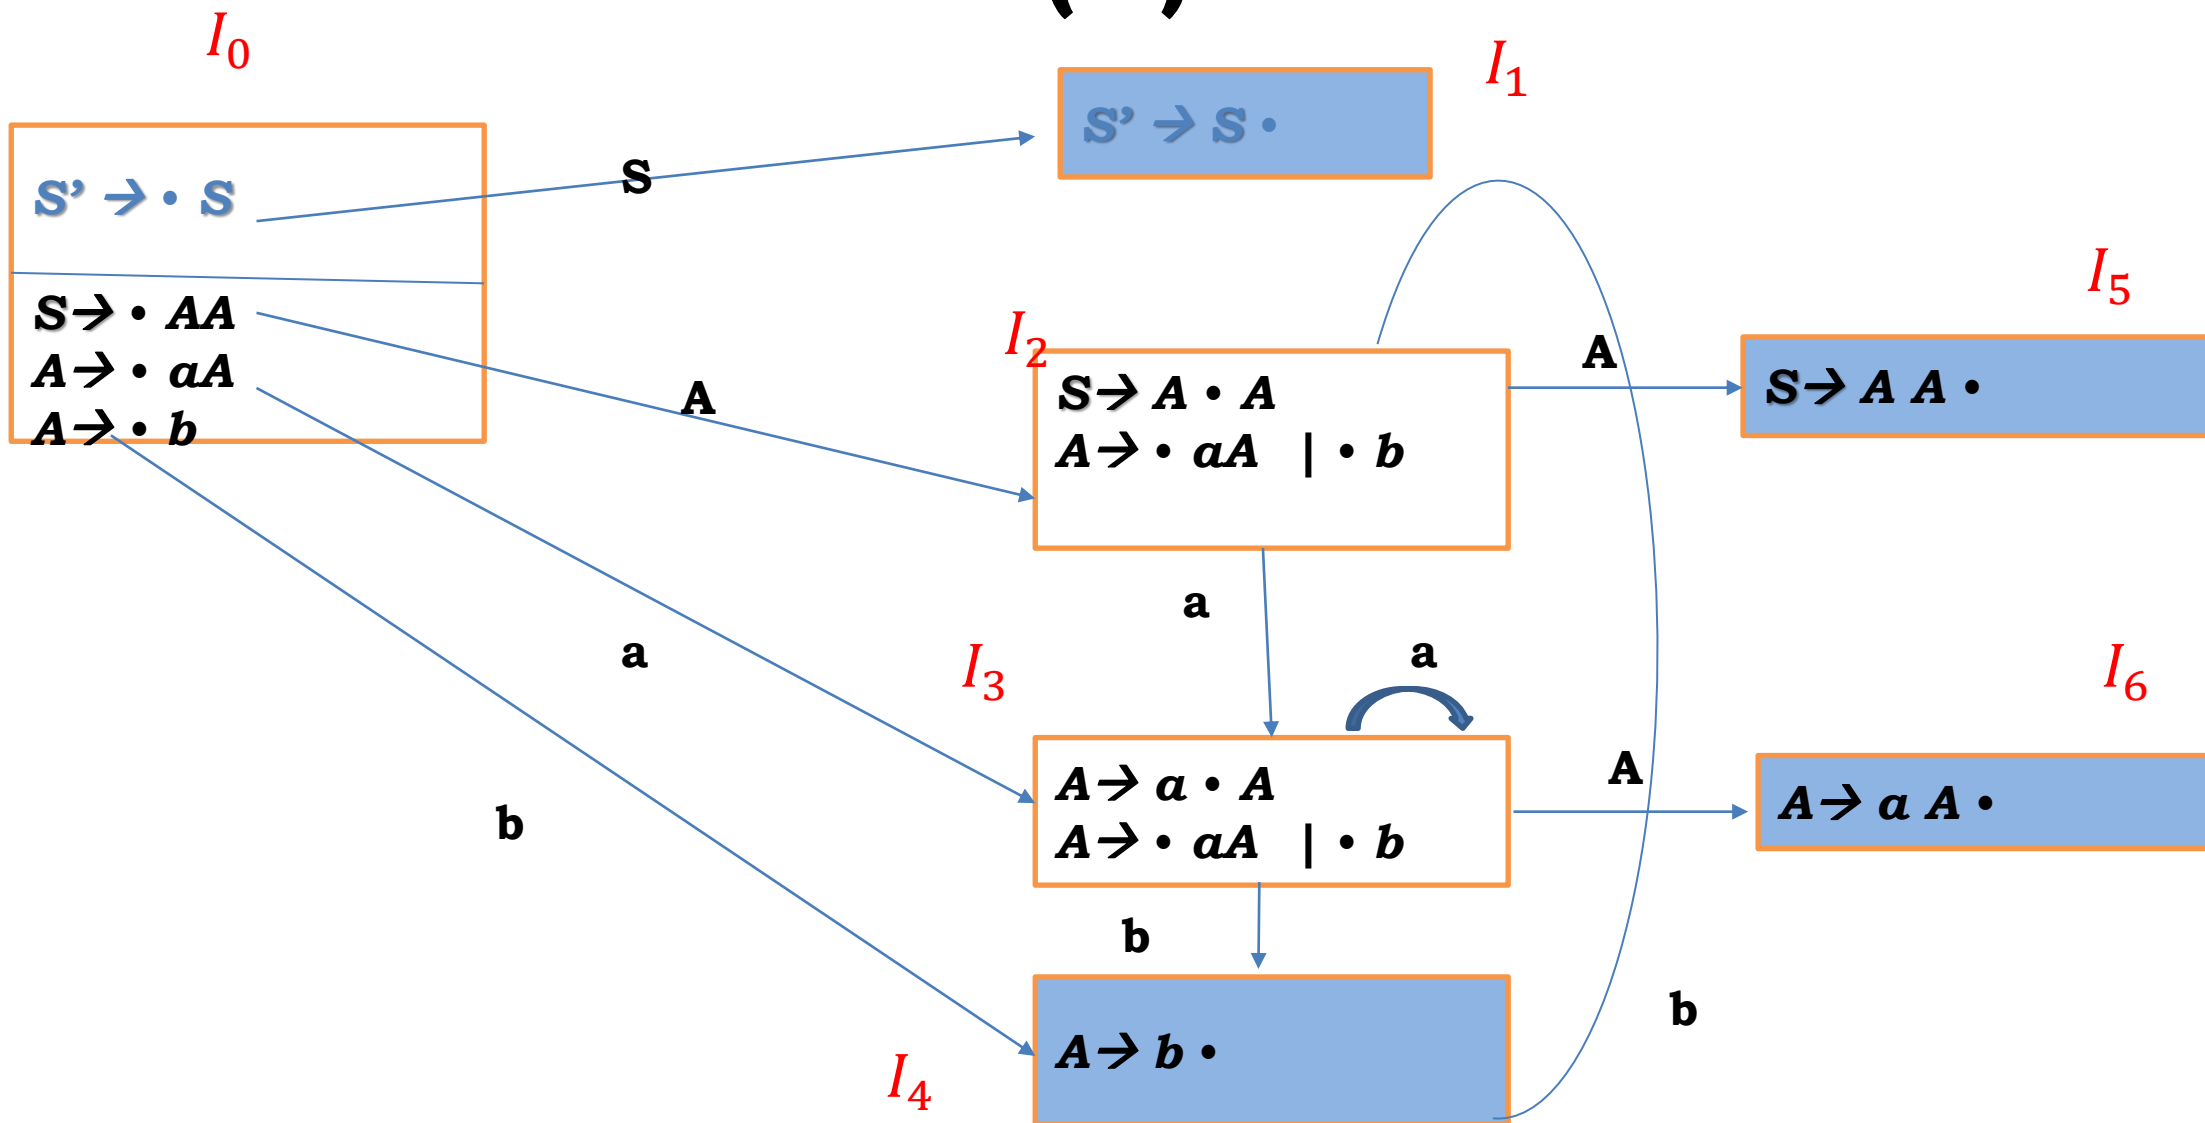 I₀
S' → • S
S→ • AA
A→ • aA
A→ • b
S
A
a
b
I₁
S' → S •
I₂
S→ A • A
A→ • aA | • b
a
A
I₅
S→ A A •
I₃
a
A→ a • A
A→ • aA | • b
A
I₆
A→ a A •
b
I₄
A→ b •
b